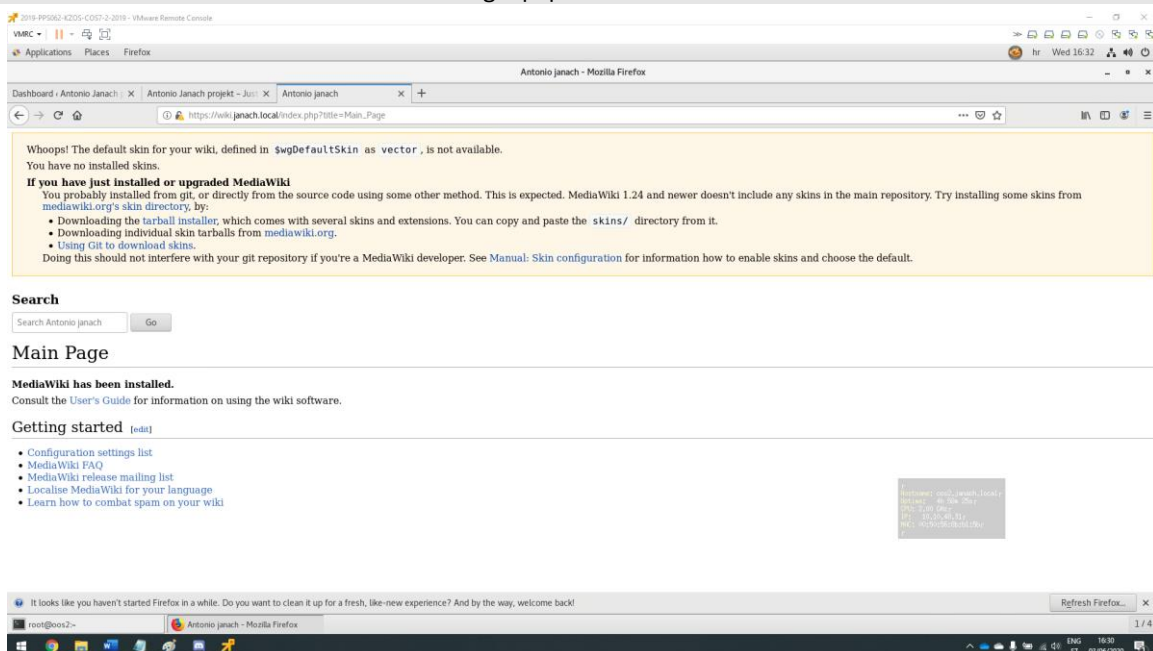 2019-PPS062-KZOS-COS7-2-2019 - VMware Remote Console
VMRC
Applications Places Firefox hr Wed 16:32
Antonio janach - Mozilla Firefox
Dashboard ‹ Antonio Janach Antonio Janach projekt – Just Antonio janach
https://wiki.janach.local/index.php?title=Main_Page
Whoops! The default skin for your wiki, defined in $wgDefaultSkin as vector, is not available.
You have no installed skins.
If you have just installed or upgraded MediaWiki
You probably installed from git, or directly from the source code using some other method. This is expected. MediaWiki 1.24 and newer doesn't include any skins in the main repository. Try installing some skins from
mediawiki.org's skin directory, by:
• Downloading the tarball installer, which comes with several skins and extensions. You can copy and paste the skins/ directory from it.
• Downloading individual skin tarballs from mediawiki.org.
• Using Git to download skins.
Doing this should not interfere with your git repository if you're a MediaWiki developer. See Manual: Skin configuration for information how to enable skins and choose the default.
Search
Search Antonio janach Go
Main Page
MediaWiki has been installed.
Consult the User's Guide for information on using the wiki software.
Getting started [edit]
• Configuration settings list
• MediaWiki FAQ
• MediaWiki release mailing list
• Localise MediaWiki for your language
• Learn how to combat spam on your wiki
It looks like you haven't started Firefox in a while. Do you want to clean it up for a fresh, like-new experience? And by the way, welcome back! Refresh Firefox...
root@oos2:~ Antonio janach - Mozilla Firefox 1 / 4
ENG 16:30